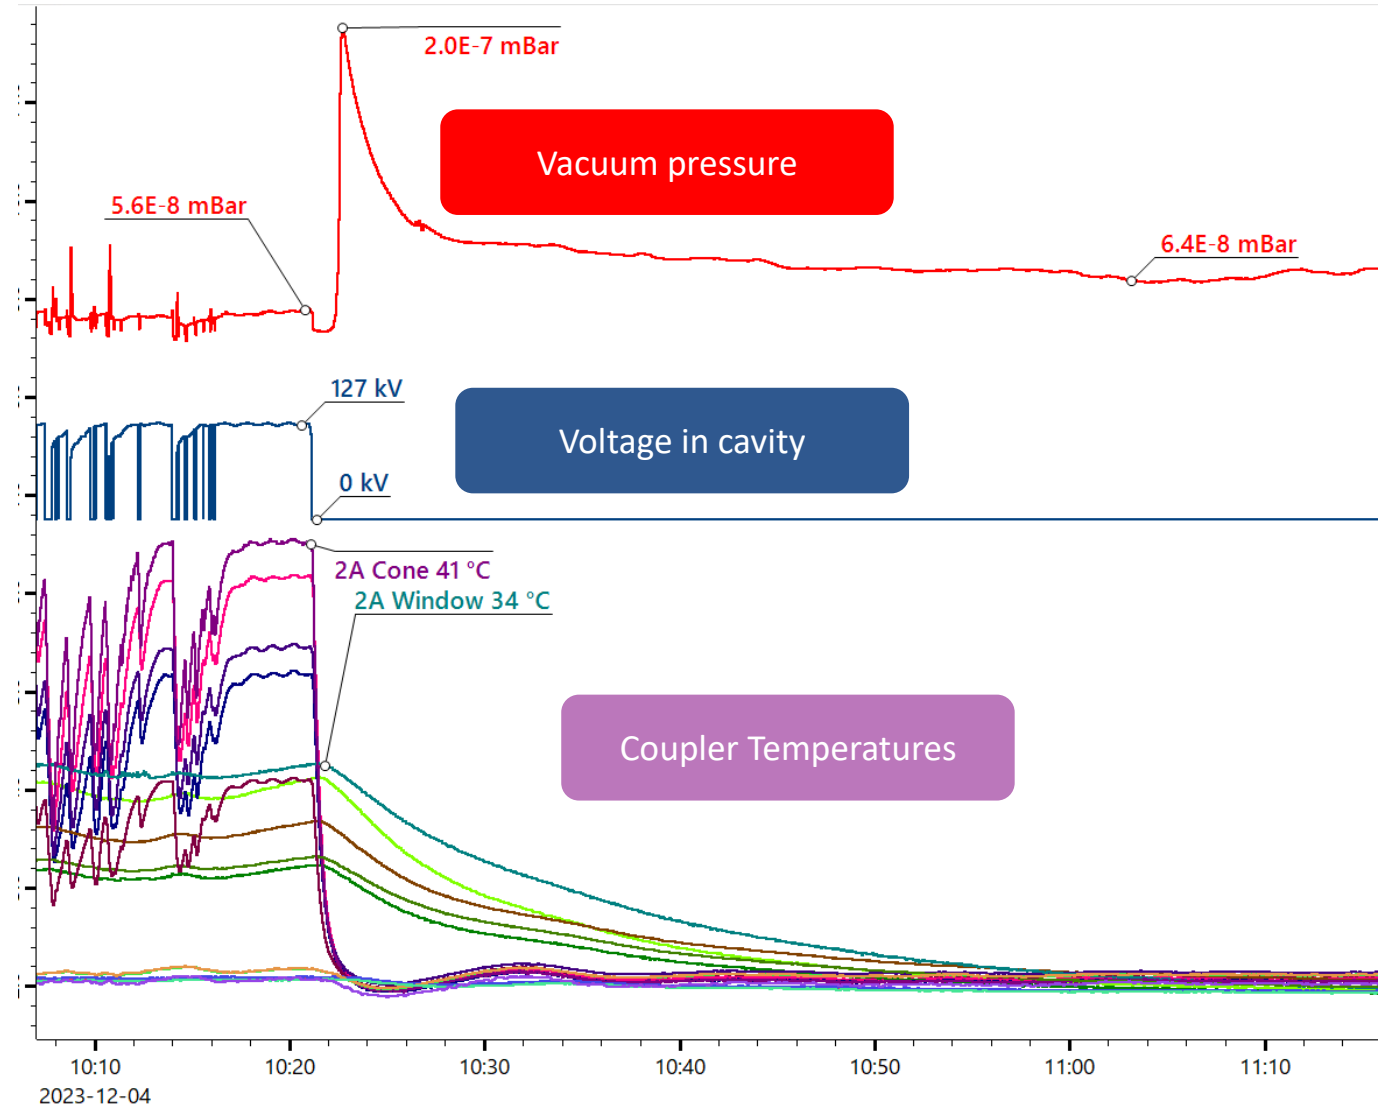 2.0E-7 mBar
Vacuum pressure
5.6E-8 mBar
6.4E-8 mBar
127 kV
Voltage in cavity
0 kV
2A Cone 41 °C
2A Window 34 °C
Coupler Temperatures
10:10 10:20 10:30 10:40 10:50 11:00 11:10
2023-12-04